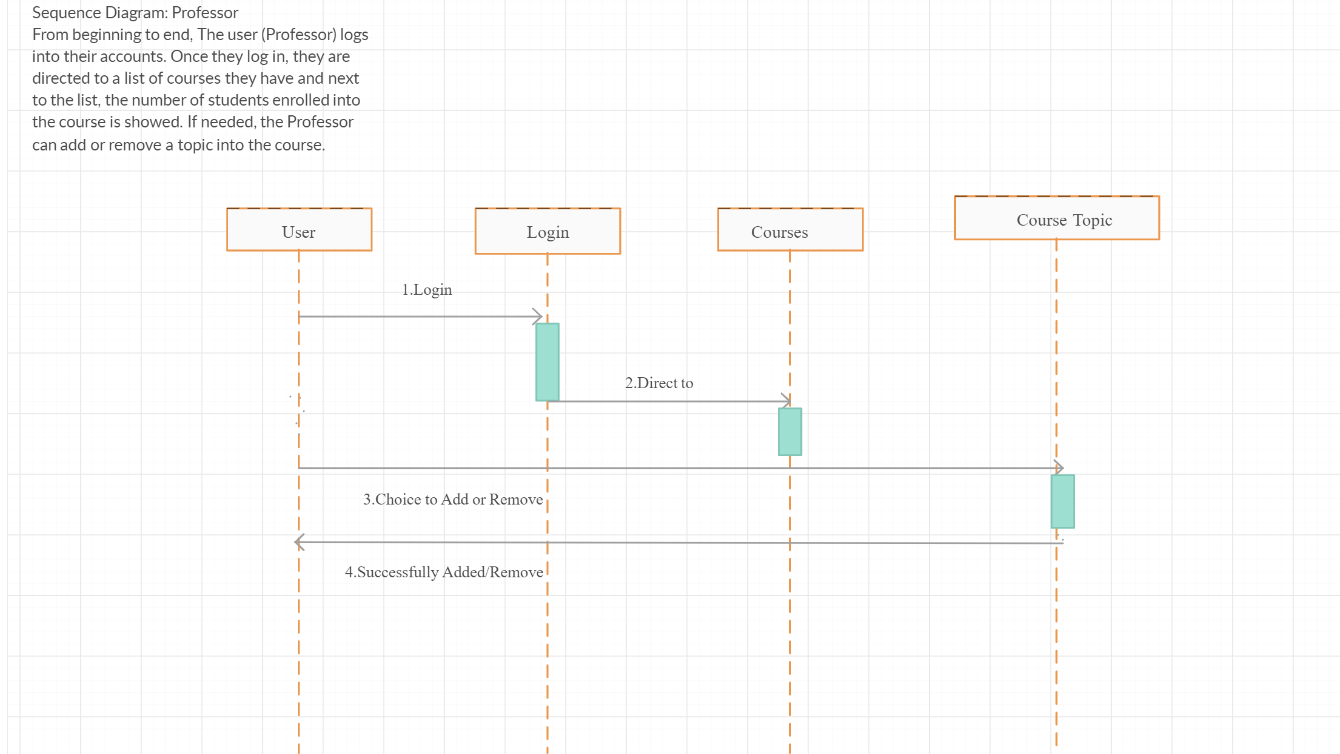 Sequence Diagram: Professor
From beginning to end, The user (Professor) logs
into their accounts. Once they log in, they are
directed to a list of courses they have and next
to the list, the number of students enrolled into
the course is showed. If needed, the Professor
can add or remove a topic into the course.
User
Login
Courses
Course Topic
1.Login
2.Direct to
3.Choice to Add or Remove
4.Successfully Added/Remove